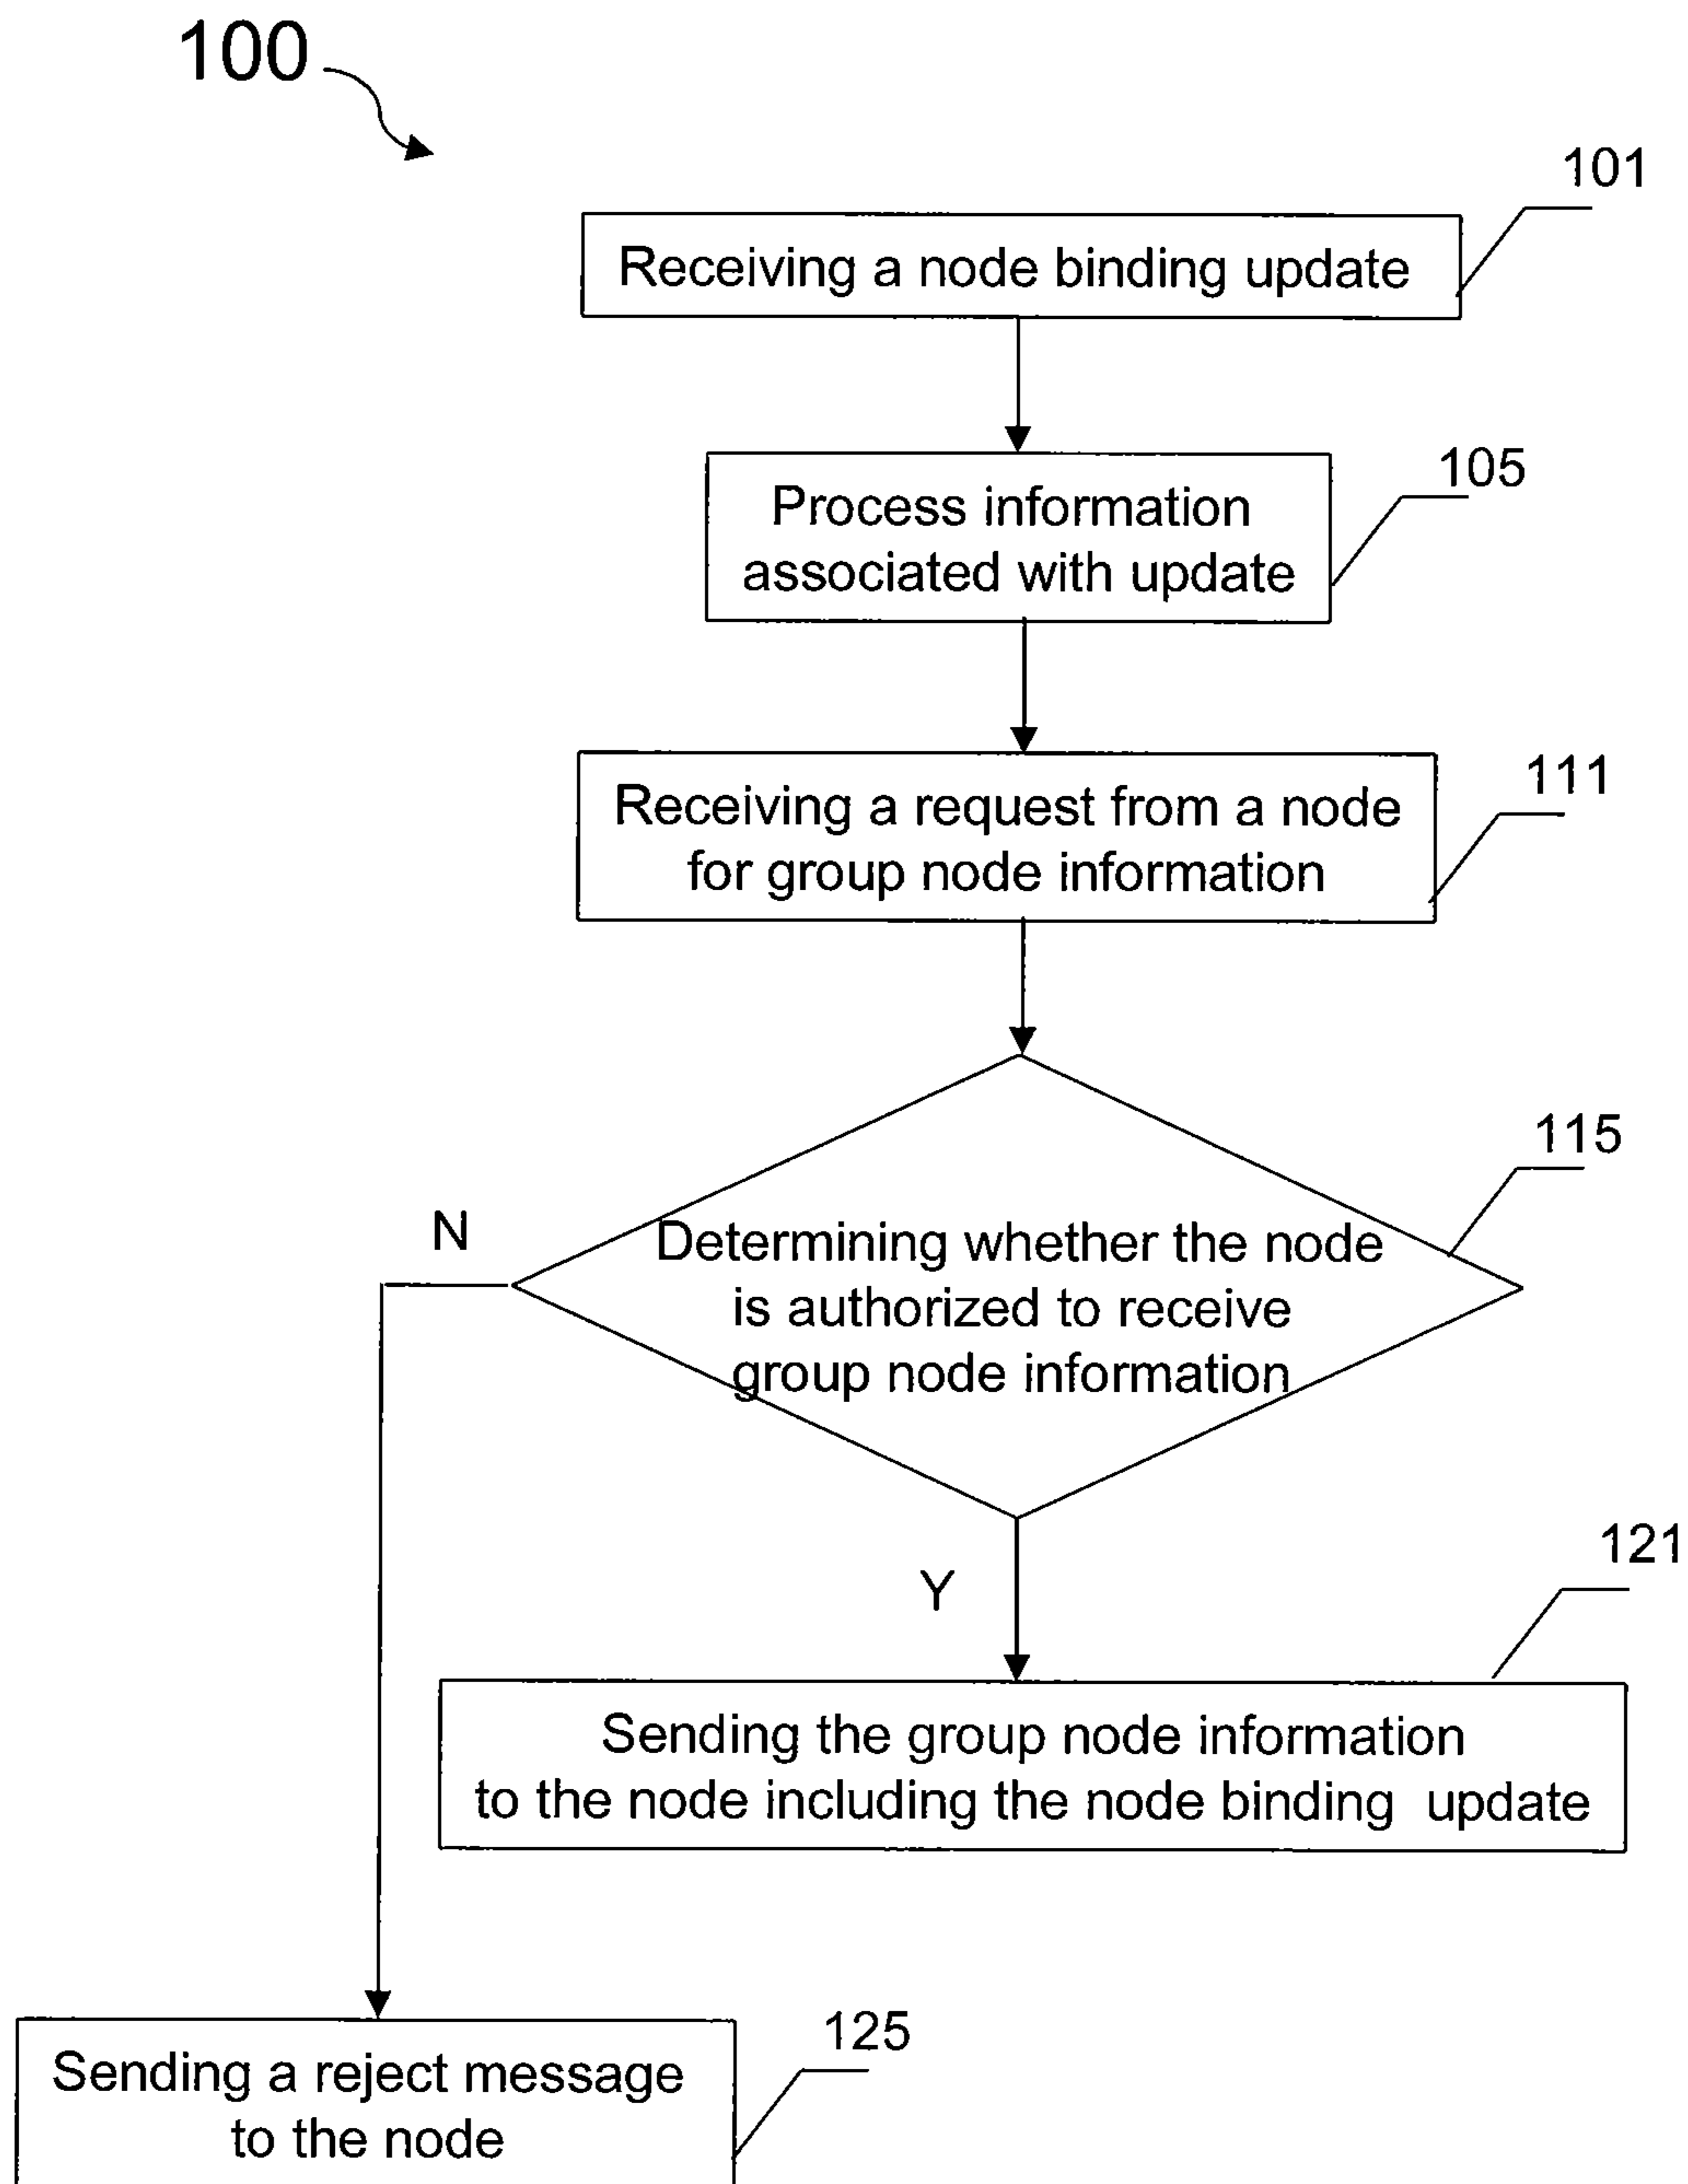 100
101
Receiving a node binding update
105
Process information
associated with update
111
Receiving a request from a node
for group node information
115
N
Determining whether the node
is authorized to receive
group node information
121
Y
Sending the group node information
to the node including the node binding update
125
Sending a reject message
to the node